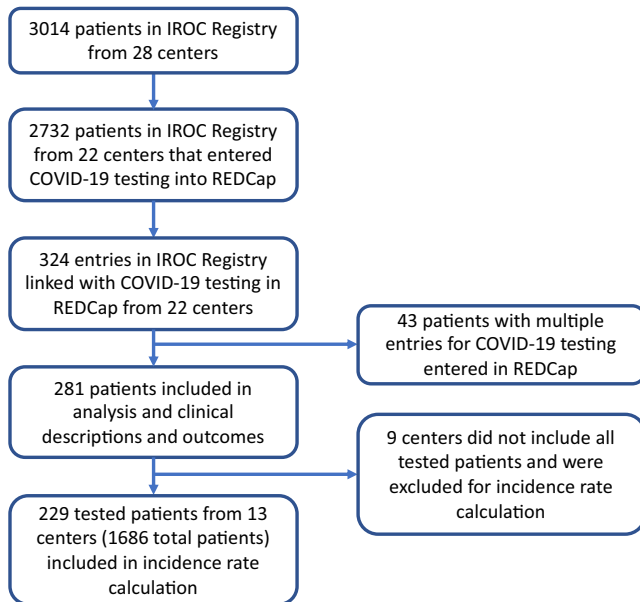 3014 patients in IROC Registry
from 28 centers
2732 patients in IROC Registry
from 22 centers that entered
COVID-19 testing into REDCap
324 entries in IROC Registry
linked with COVID-19 testing in
REDCap from 22 centers
43 patients with multiple
entries for COVID-19 testing
entered in REDCap
281 patients included in
analysis and clinical
descriptions and outcomes
9 centers did not include all
tested patients and were
excluded for incidence rate
calculation
229 tested patients from 13
centers (1686 total patients)
included in incidence rate
calculation